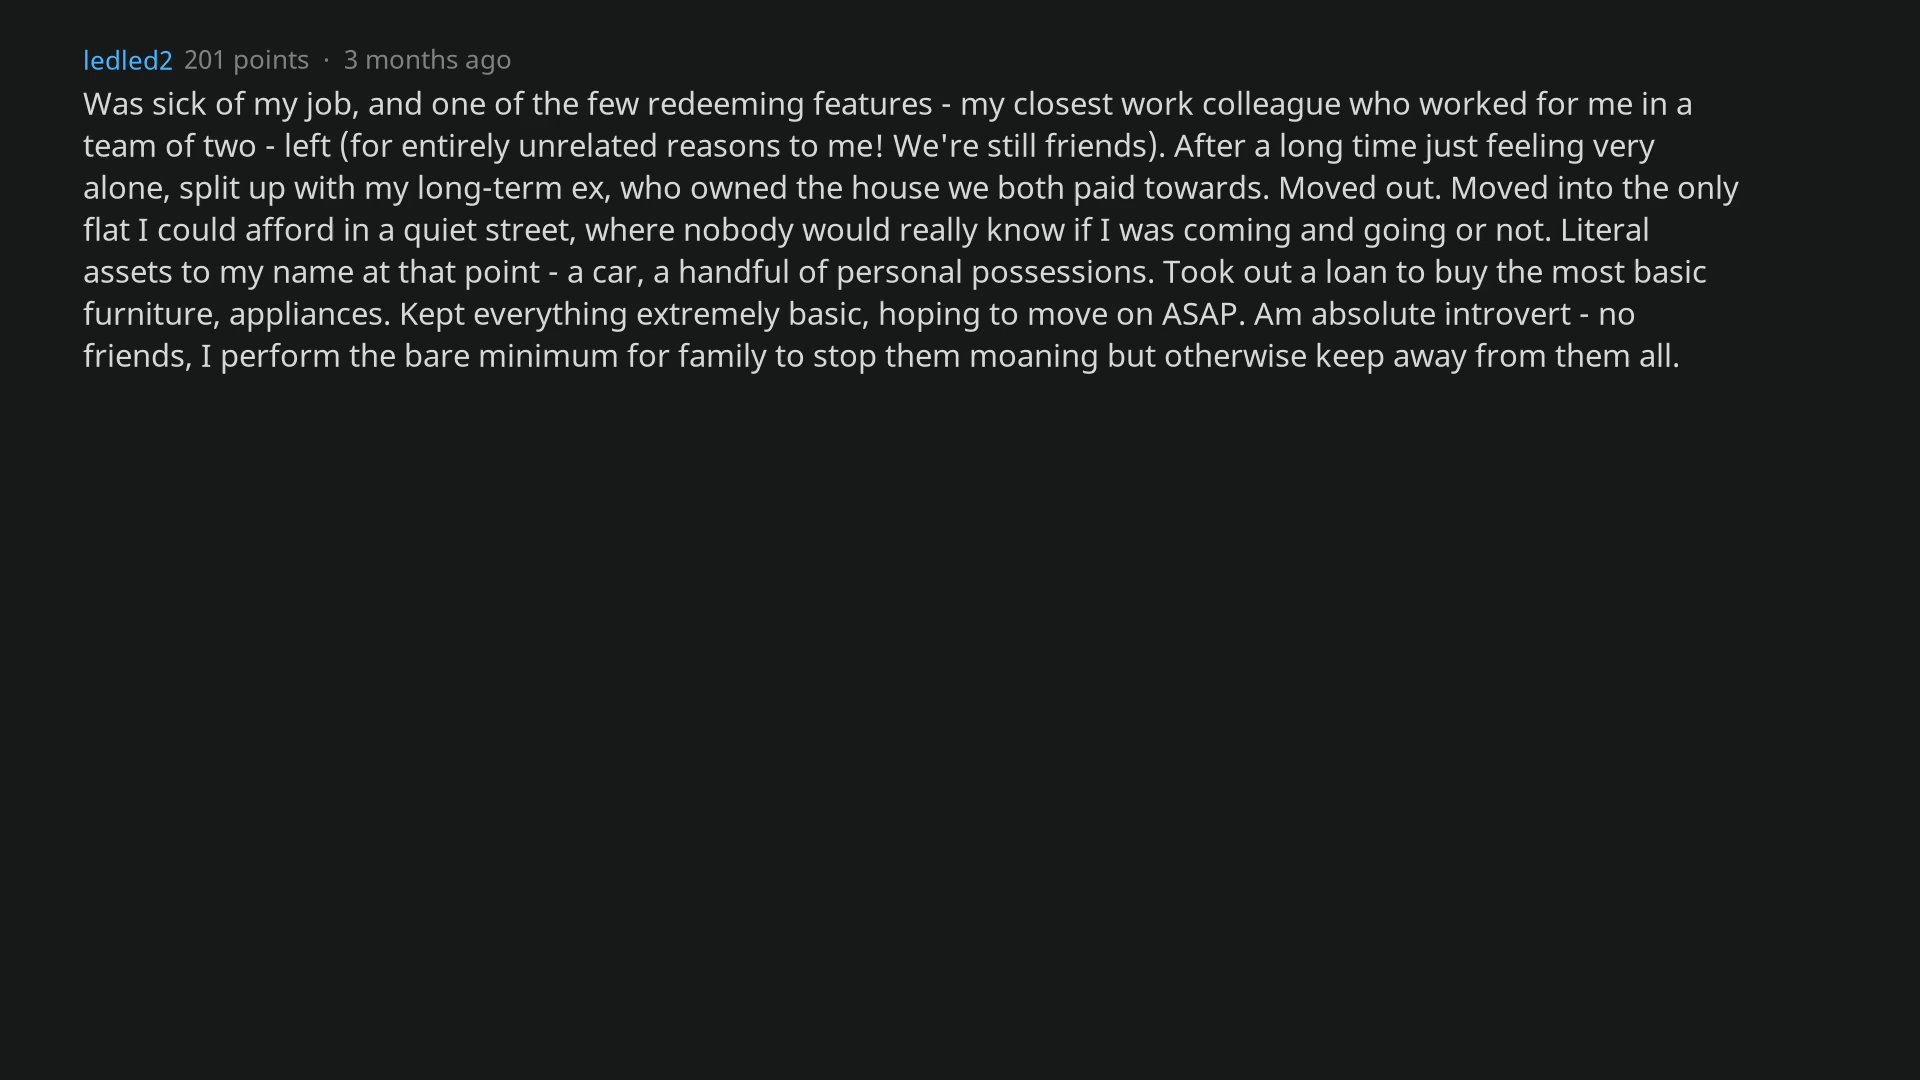 ledled2 201 points · 3 months ago
Was sick of my job, and one of the few redeeming features - my closest work colleague who worked for me in a
team of two - left (for entirely unrelated reasons to me! We're still friends). After a long time just feeling very
alone, split up with my long-term ex, who owned the house we both paid towards. Moved out. Moved into the only
flat I could afford in a quiet street, where nobody would really know if I was coming and going or not. Literal
assets to my name at that point - a car, a handful of personal possessions. Took out a loan to buy the most basic
furniture, appliances. Kept everything extremely basic, hoping to move on ASAP. Am absolute introvert - no
friends, I perform the bare minimum for family to stop them moaning but otherwise keep away from them all.